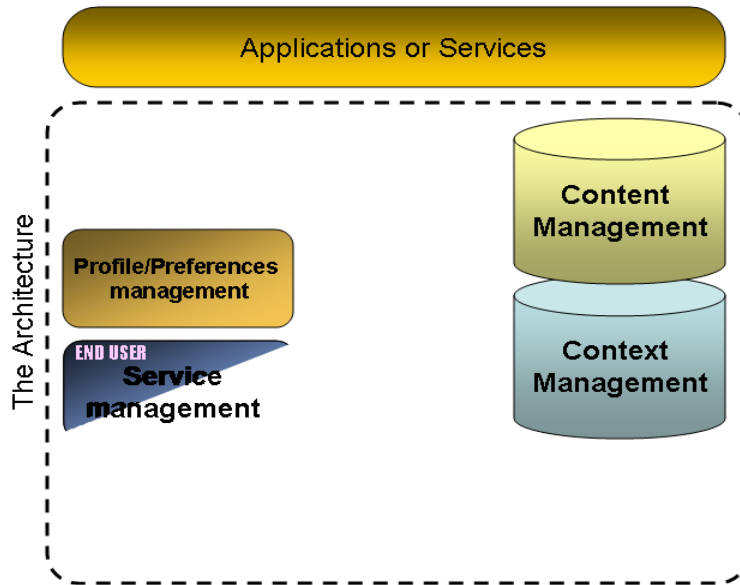 Applications or Services
The Architecture
Content
Management
Profile/Preferences
management
Context
Management
END USER
Service
management